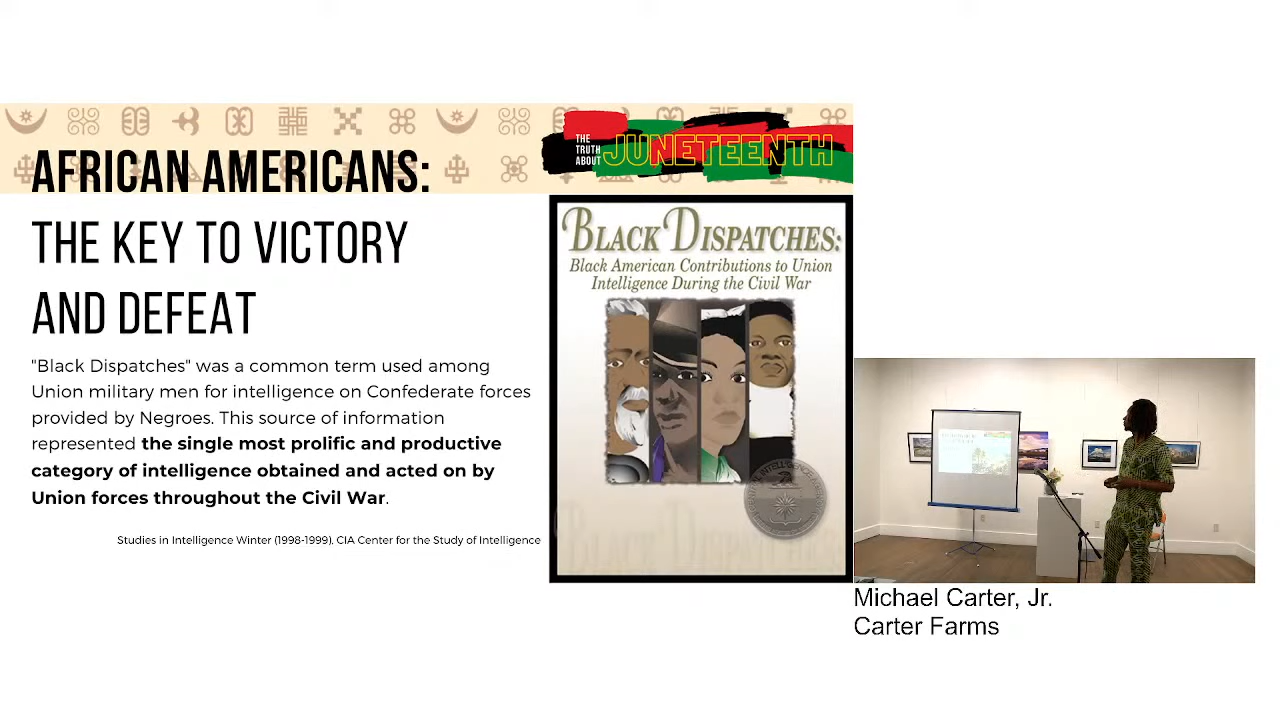 AFRICAN AMERICANS:
THE KEY TO VICTORY
AND DEFEAT
"Black Dispatches" was a common term used among
Union military men for intelligence on Confederate forces
provided by Negroes. This source of information
represented the single most prolific and productive
category of intelligence obtained and acted on by
Union forces throughout the Civil War.
Studies in Intelligence Winter (1998-1999), CIA Center for the Study of Intelligence
THE
TRUTH
ABOUT
JUNETEENTH
BLACK DISPATCHES:
Black American Contributions to Union
Intelligence During the Civil War
Michael Carter, Jr.
Carter Farms